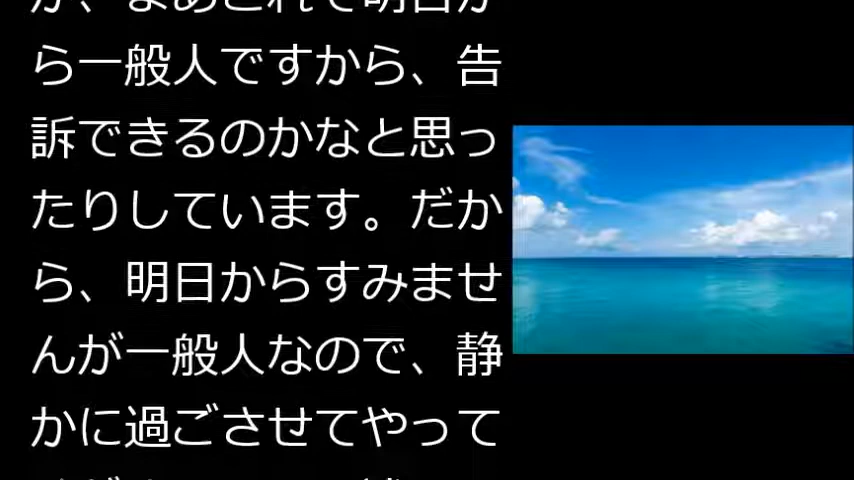 ら一般人ですから、告
訴できるのかなと思っ
たりしています。だか
ら、明日からすみませ
んが一般人なので、静
かに過ごさせてやって